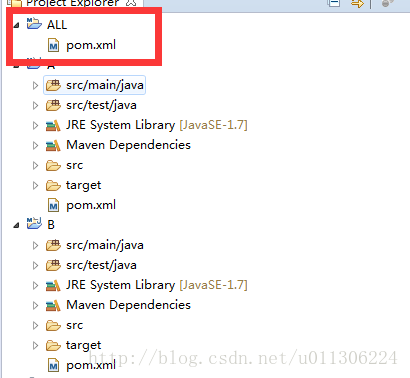 Project Explorer
ALL
pom.xml
A
src/main/java
src/test/java
JRE System Library [JavaSE-1.7]
Maven Dependencies
src
target
pom.xml
B
src/main/java
src/test/java
JRE System Library [JavaSE-1.7]
Maven Dependencies
src
target
pom.xml
http://blog.csdn.net/u011306224